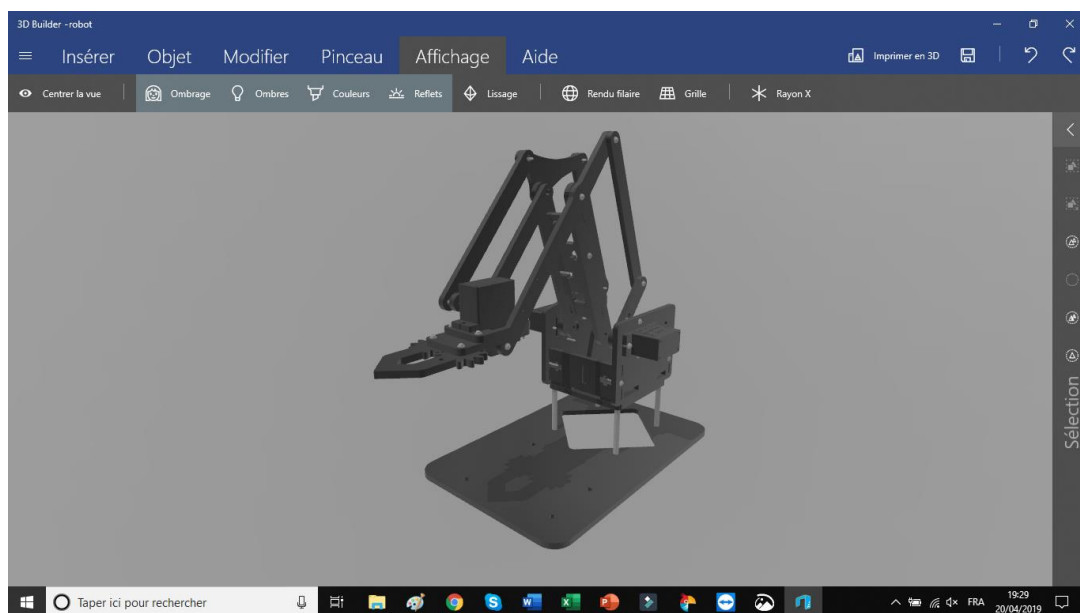 3D Builder -robot
Insérer Objet Modifier Pinceau Affichage Aide Imprimer en 3D
Centrer la vue Ombrage Ombres Couleurs Reflets Lissage Rendu filaire Grille Rayon X
Sélection
Taper ici pour rechercher FRA 19:29
20/04/2019